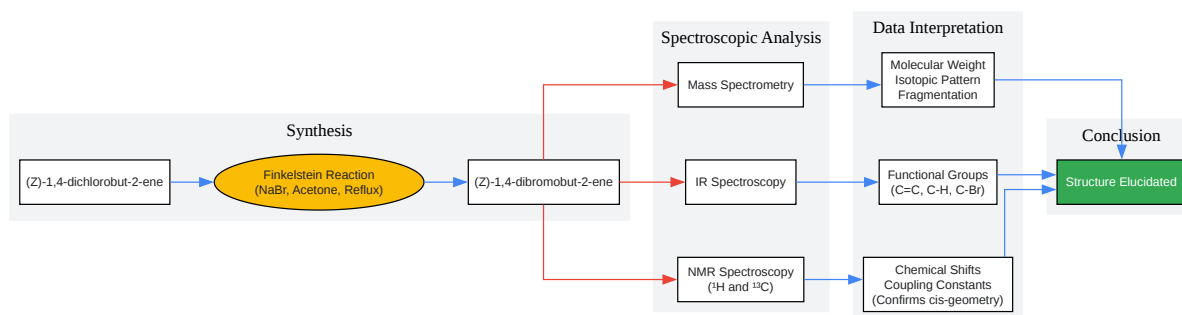 Synthesis
(Z)-1,4-dichlorobut-2-ene
Finkelstein Reaction
(NaBr, Acetone, Reflux)
(Z)-1,4-dibromobut-2-ene
Spectroscopic Analysis
Mass Spectrometry
IR Spectroscopy
NMR Spectroscopy
(¹H and ¹³C)
Data Interpretation
Molecular Weight
Isotopic Pattern
Fragmentation
Functional Groups
(C=C, C-H, C-Br)
Chemical Shifts
Coupling Constants
(Confirms cis-geometry)
Conclusion
Structure Elucidated